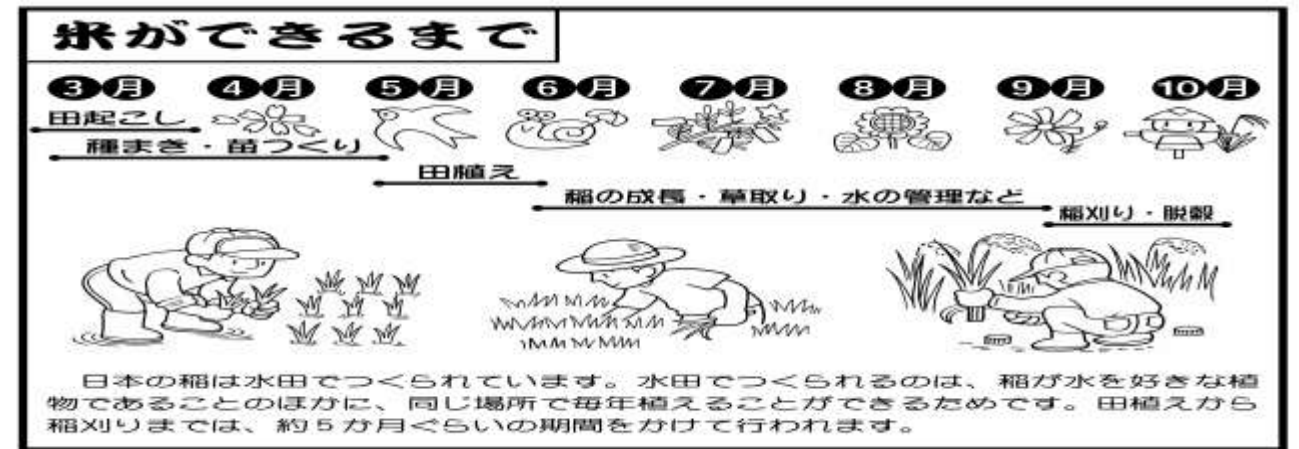 米ができるまで
3月 4月 5月 6月 7月 8月 9月 10月
田起こし
種まき・苗つくり
田植え
稲の成長・草取り・水の管理など
稲刈り・脱穀
日本の稲は水田でつくられています。水田でつくられるのは、稲が水を好きな植
物であることのほかに、同じ場所で毎年植えることができるためです。田植えから
稲刈りまでは、約5か月ぐらいの期間をかけて行われます。